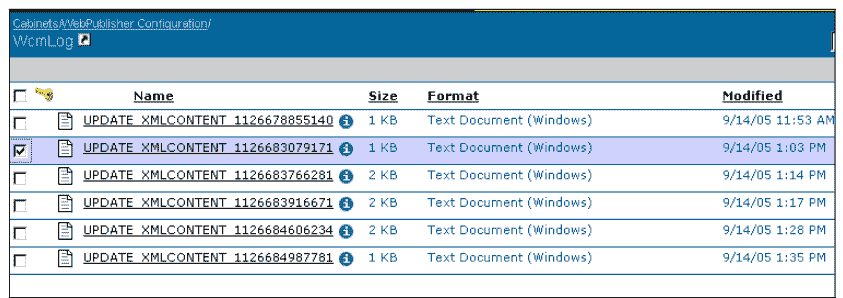 Cabinets/WebPublisher Configuration/
WcmLog
Name Size Format Modified
UPDATE_XMLCONTENT_1126678855140 1 KB Text Document (Windows) 9/14/05 11:53 AM
UPDATE_XMLCONTENT_1126683079171 1 KB Text Document (Windows) 9/14/05 1:03 PM
UPDATE_XMLCONTENT_1126683766281 2 KB Text Document (Windows) 9/14/05 1:14 PM
UPDATE_XMLCONTENT_1126683916671 2 KB Text Document (Windows) 9/14/05 1:17 PM
UPDATE_XMLCONTENT_1126684606234 2 KB Text Document (Windows) 9/14/05 1:28 PM
UPDATE_XMLCONTENT_1126684987781 1 KB Text Document (Windows) 9/14/05 1:35 PM